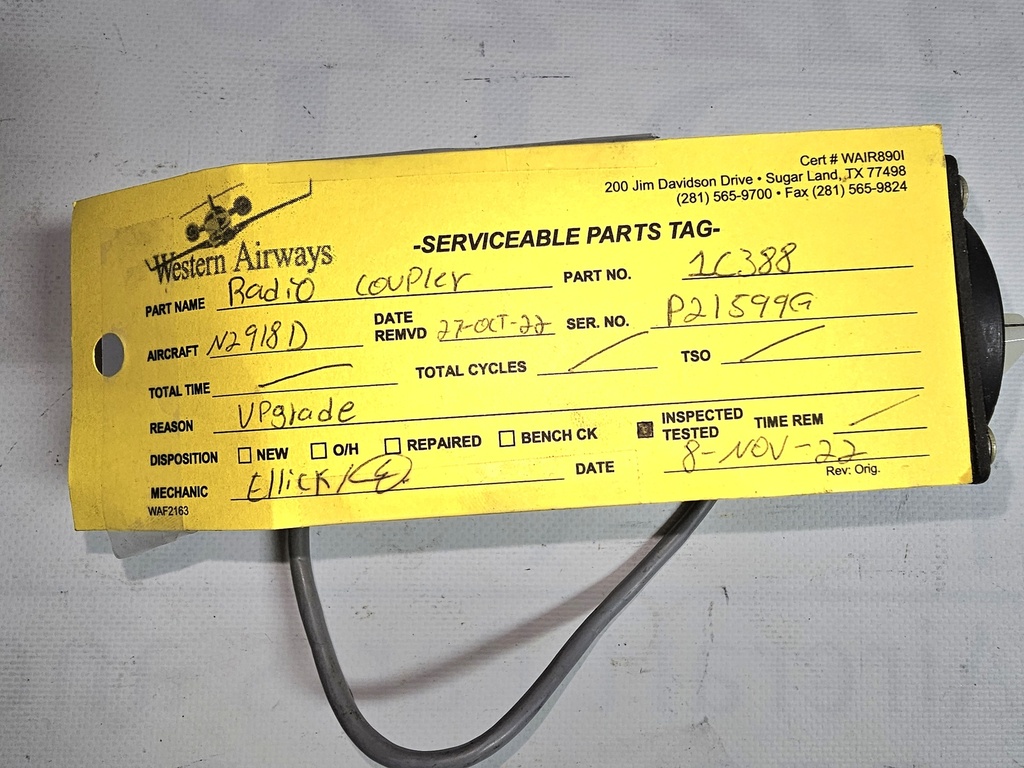 Cert # WAIR890I
200 Jim Davidson Drive • Sugar Land, TX 77498
(281) 565-9700 • Fax (281) 565-9824
Western Airways
-SERVICEABLE PARTS TAG-
PART NAME Radio Coupler PART NO. 1C388
AIRCRAFT N2918D DATE REMVD 27-OCT-22 SER. NO. P21599G
TOTAL TIME TOTAL CYCLES TSO
REASON UPgrade
DISPOSITION NEW O/H REPAIRED BENCH CK INSPECTED TESTED TIME REM
MECHANIC Ellick DATE 8-NOV-22
WAF2163 Rev: Orig.